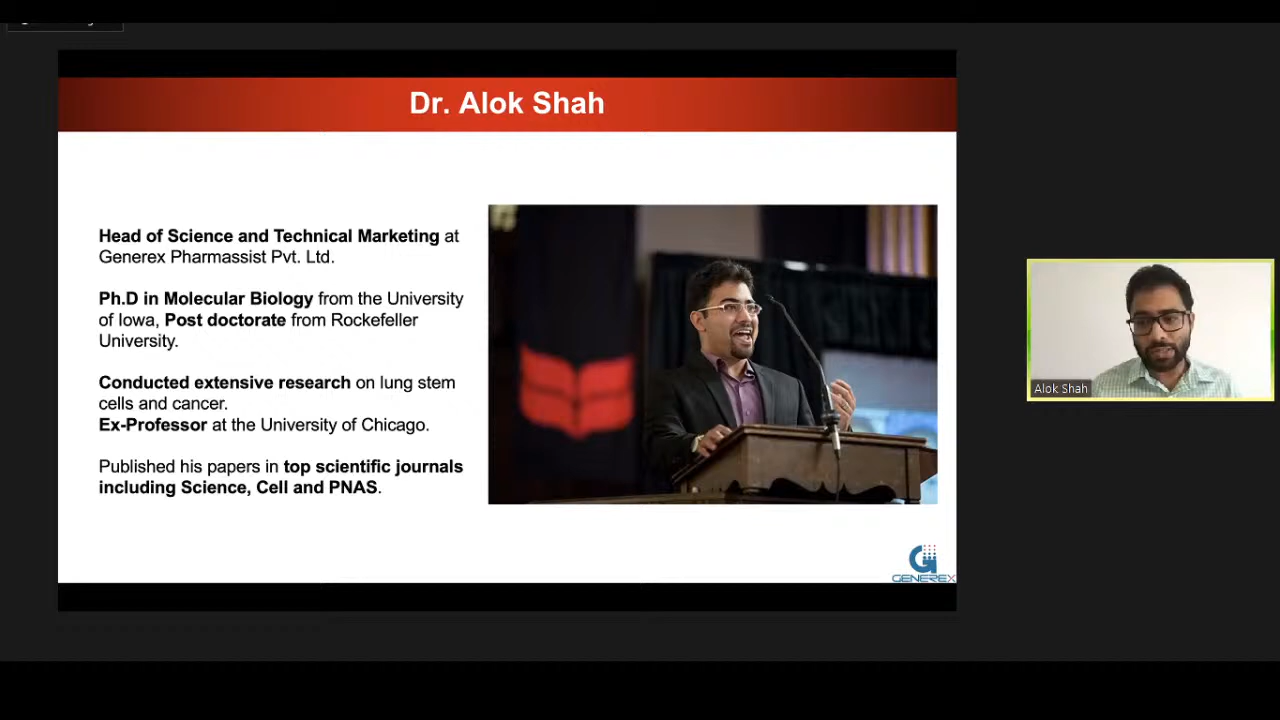 Dr. Alok Shah
Head of Science and Technical Marketing at
Generex Pharmassist Pvt. Ltd.
Ph.D in Molecular Biology from the University
of Iowa, Post doctorate from Rockefeller
University.
Conducted extensive research on lung stem
cells and cancer.
Ex-Professor at the University of Chicago.
Published his papers in top scientific journals
including Science, Cell and PNAS.
GENEREX
Alok Shah